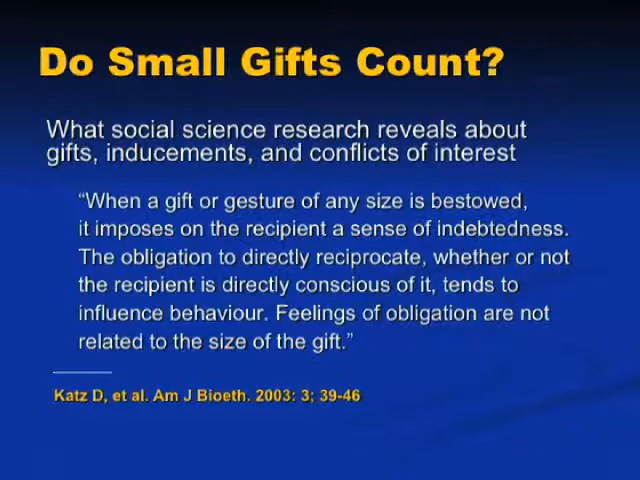 Do Small Gifts Count?
What social science research reveals about
gifts, inducements, and conflicts of interest
“When a gift or gesture of any size is bestowed,
it imposes on the recipient a sense of indebtedness.
The obligation to directly reciprocate, whether or not
the recipient is directly conscious of it, tends to
influence behaviour. Feelings of obligation are not
related to the size of the gift.”
Katz D, et al. Am J Bioeth. 2003: 3; 39-46